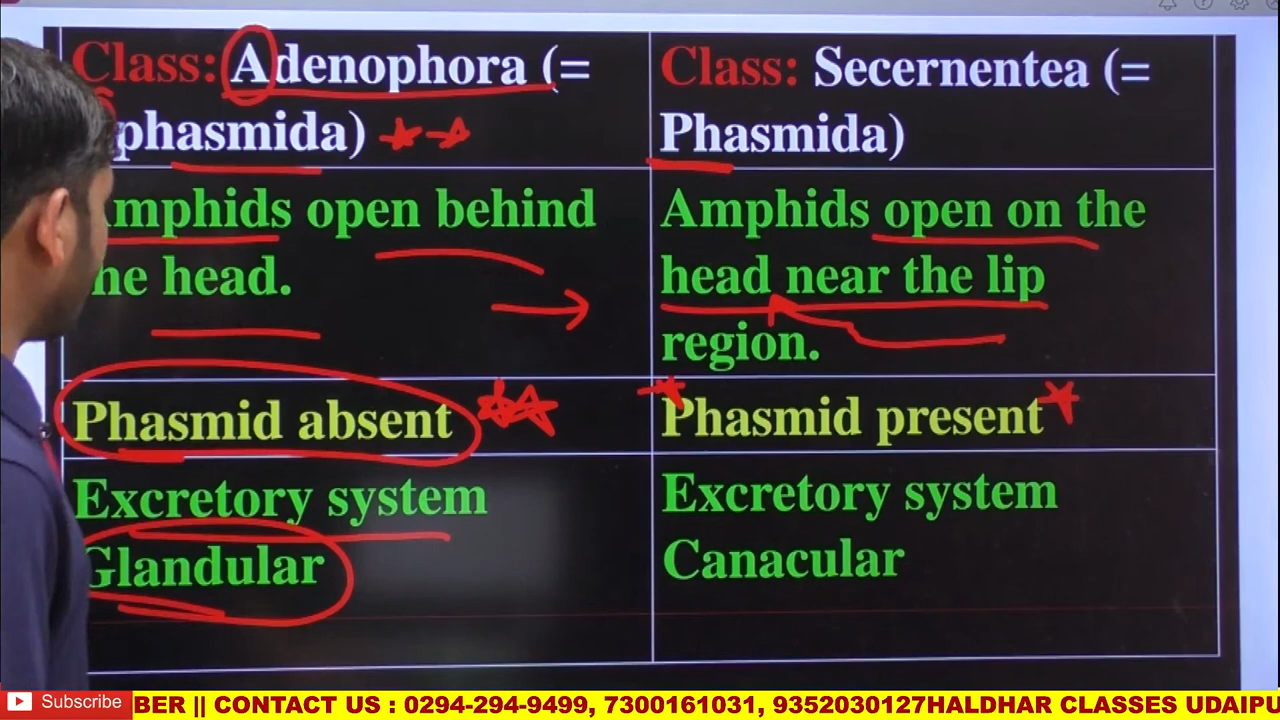 Class: Adenophora (=
phasmida)
Amphids open behind
the head.
Phasmid absent
Excretory system
Glandular
Class: Secernentea (=
Phasmida)
Amphids open on the
head near the lip
region.
Phasmid present
Excretory system
Canacular
Subscribe
BER || CONTACT US : 0294-294-9499, 7300161031, 9352030127HALDHAR CLASSES UDAIPU